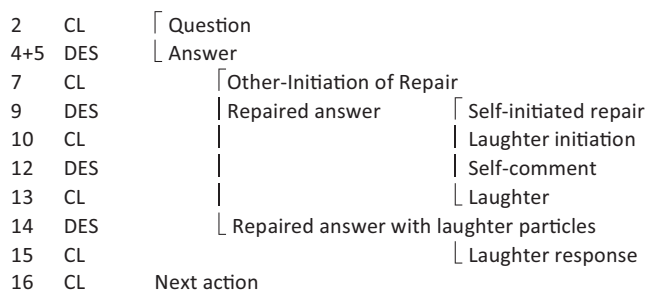 2 CL Question
4+5 DES Answer
7 CL Other-Initiation of Repair
9 DES Repaired answer Self-initiated repair
10 CL Laughter initiation
12 DES Self-comment
13 CL Laughter
14 DES Repaired answer with laughter particles
15 CL Laughter response
16 CL Next action